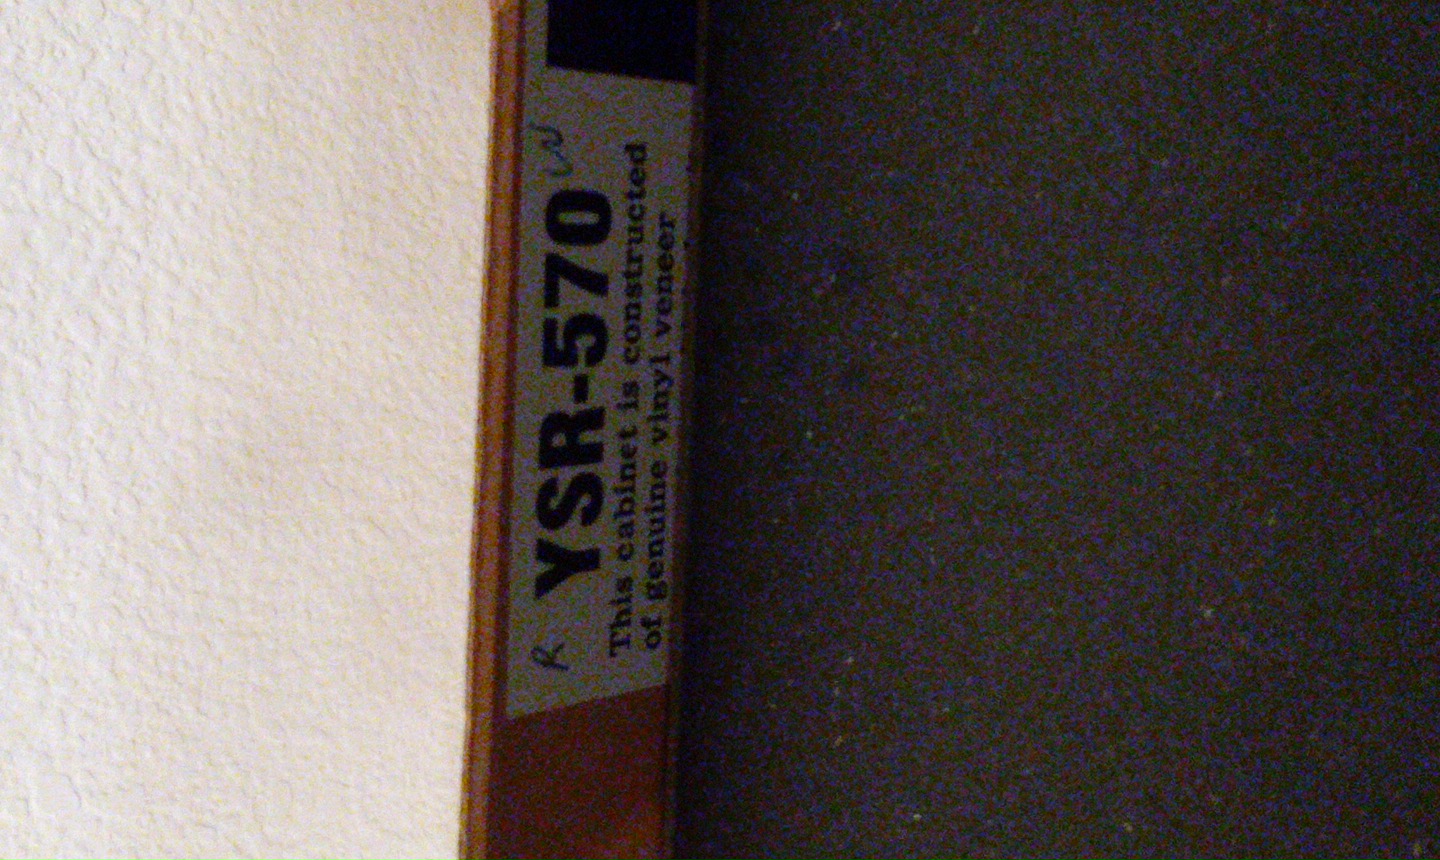 R YSR-570 W
This cabinet is constructed
of genuine vinyl veneer